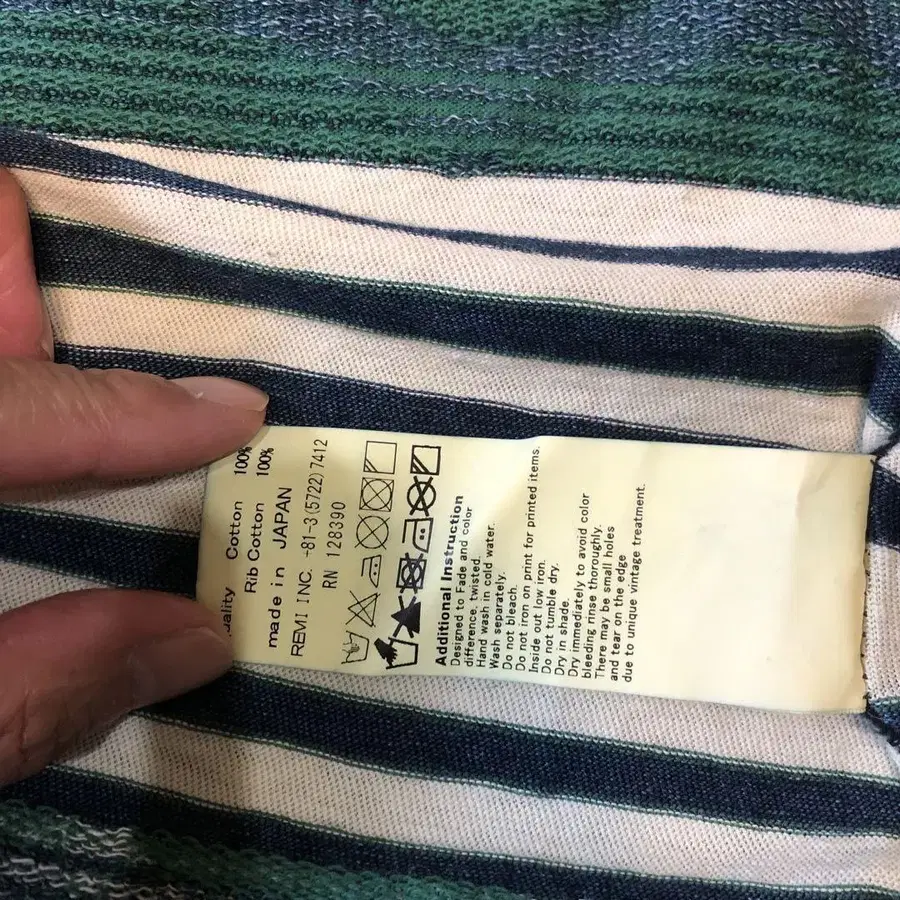 Cotton 100%
Rib Cotton 100%
made in JAPAN
REMI INC. +81-3(5722)7412
RN 128390
Additional Instruction
Designed to Fade and color
difference, twisted.
Hand wash in cold water.
Wash separately.
Do not bleach.
Do not iron on print for printed items.
Inside out low iron.
Do not tumble dry.
Dry in shade.
Dry immediately to avoid color
bleeding rinse thoroughly.
There may be small holes
and tear on the edge
due to unique vintage treatment.